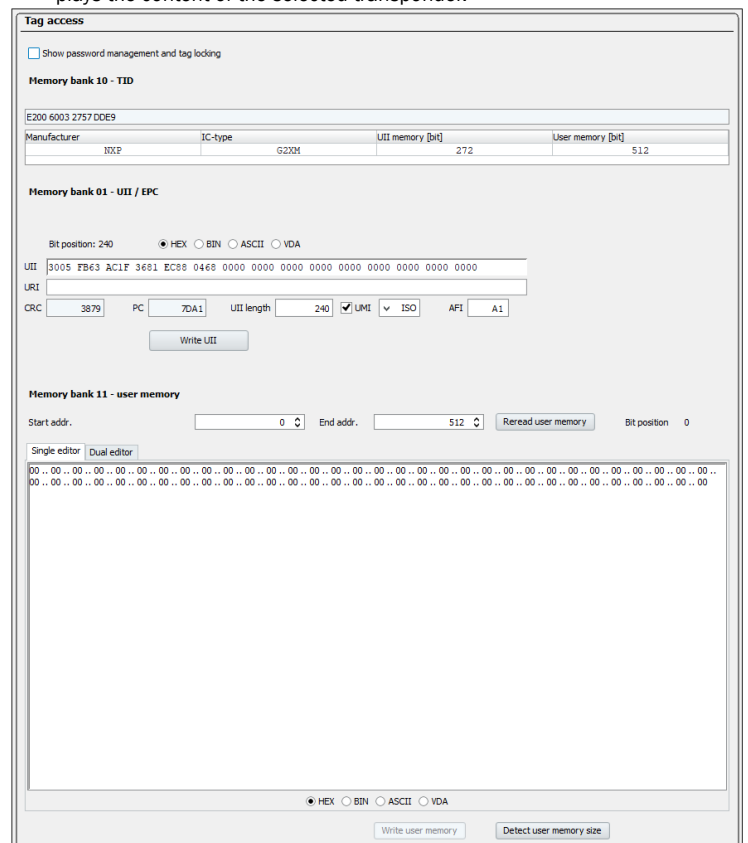 plays the content of the selected transponder.
Tag access
Show password management and tag locking
Memory bank 10 - TID
E200 6003 2757 DDE9
Manufacturer IC-type UII memory [bit] User memory [bit]
NXP G2XM 272 512
Memory bank 01 - UII / EPC
Bit position: 240 HEX BIN ASCII VDA
UII 3005 FB63 AC1F 3681 EC88 0468 0000 0000 0000 0000 0000 0000 0000 0000 0000
URI
CRC 3879 PC 7DA1 UII length 240 UMI ISO AFI A1
Write UII
Memory bank 11 - user memory
Start addr. 0 End addr. 512 Reread user memory Bit position 0
Single editor Dual editor
00 .. 00 .. 00 .. 00 .. 00 .. 00 .. 00 .. 00 .. 00 .. 00 .. 00 .. 00 .. 00 .. 00 .. 00 .. 00 .. 00 .. 00 .. 00 .. 00 .. 00 .. 00 .. 00 .. 00 .. 00 .. 00 .. 00 .. 00 .. 00 .. 00 .. 00 .. 00 ..
00 .. 00 .. 00 .. 00 .. 00 .. 00 .. 00 .. 00 .. 00 .. 00 .. 00 .. 00 .. 00 .. 00 .. 00 .. 00 .. 00 .. 00 .. 00 .. 00 .. 00 .. 00 .. 00 .. 00 .. 00 .. 00 .. 00 .. 00 .. 00 .. 00 .. 00 .. 00
HEX BIN ASCII VDA
Write user memory Detect user memory size